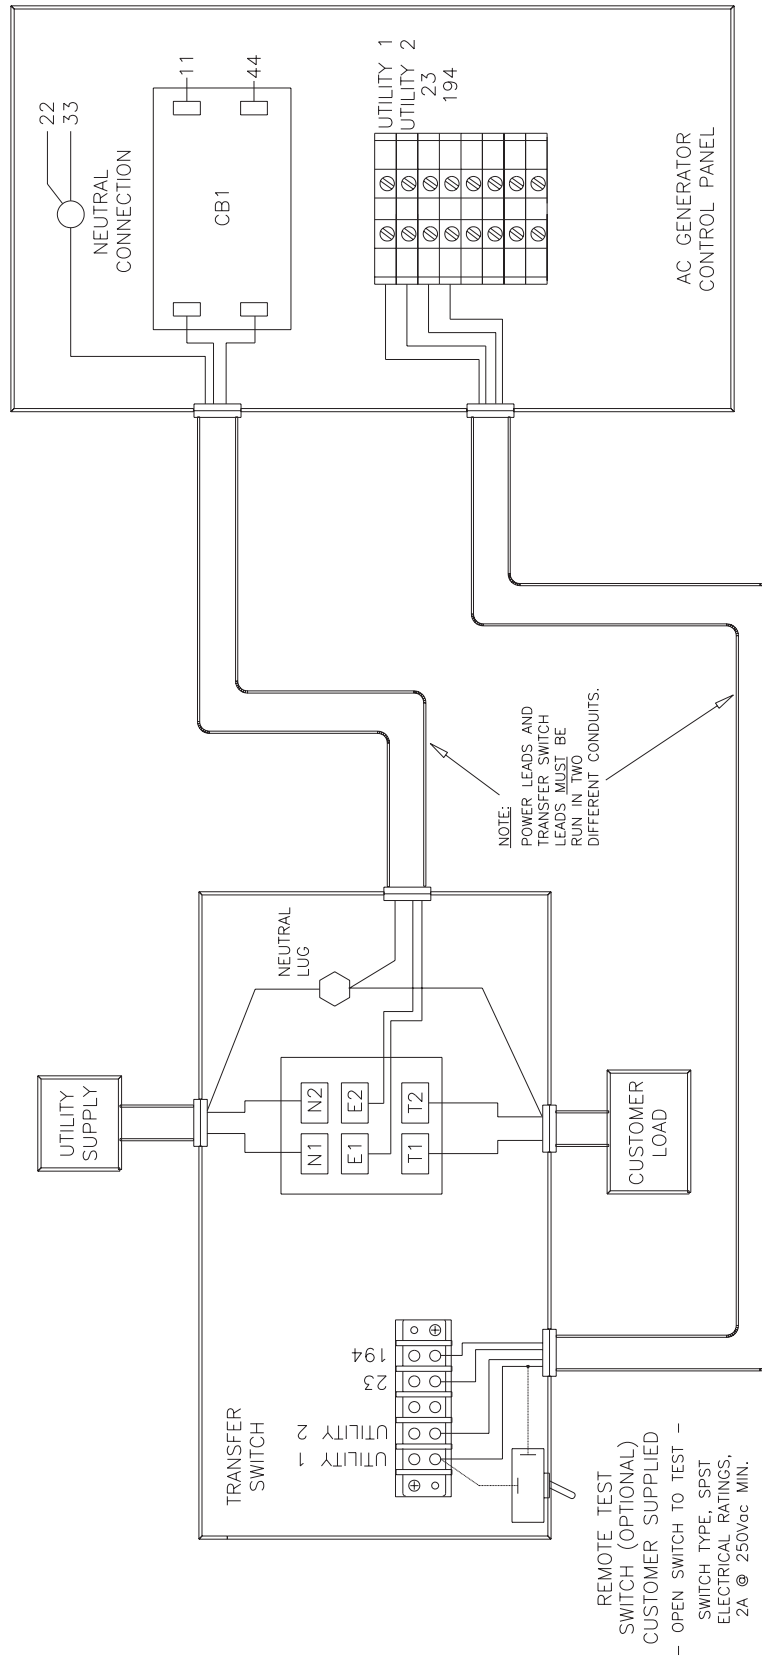 UTILITY
SUPPLY
TRANSFER
SWITCH
UTILITY 1
UTILITY 2
23
194
N1
N2
E1
E2
T1
T2
NEUTRAL
LUG
CUSTOMER
LOAD
REMOTE TEST
SWITCH (OPTIONAL)
CUSTOMER SUPPLIED
– OPEN SWITCH TO TEST –
SWITCH TYPE, SPST
ELECTRICAL RATINGS,
2A @ 250Vac MIN.
NOTE:
POWER LEADS AND
TRANSFER SWITCH
LEADS MUST BE
RUN IN TWO
DIFFERENT CONDUITS.
22
33
NEUTRAL
CONNECTION
11
44
CB1
UTILITY 1
UTILITY 2
23
194
AC GENERATOR
CONTROL PANEL